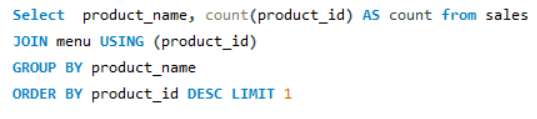 Select  product_name, count(product_id) AS count from sales
JOIN menu USING (product_id)
GROUP BY product_name
ORDER BY product_id DESC LIMIT 1